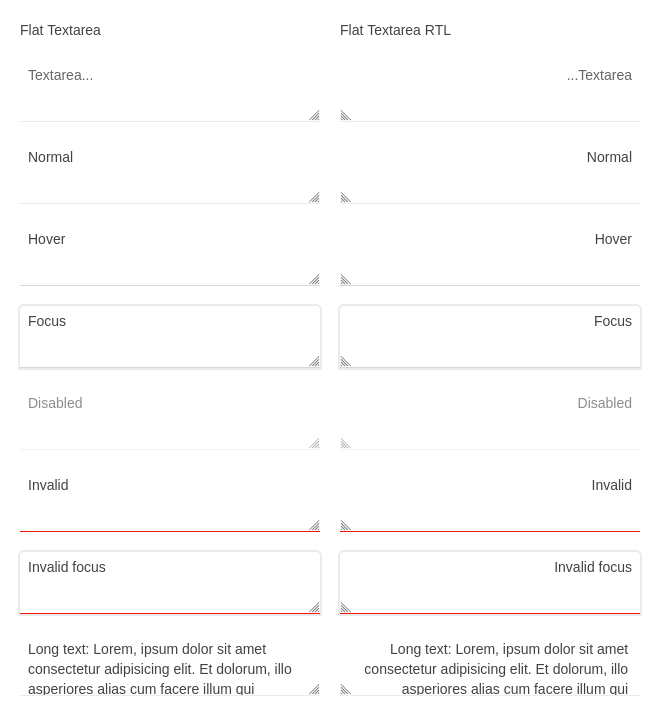 Flat Textarea
Textarea...
Normal
Hover
Focus
Disabled
Invalid
Invalid focus
Long text: Lorem, ipsum dolor sit amet
consectetur adipisicing elit. Et dolorum, illo
asperiores alias cum facere illum qui
Flat Textarea RTL
...Textarea
Normal
Hover
Focus
Disabled
Invalid
Invalid focus
Long text: Lorem, ipsum dolor sit amet
consectetur adipisicing elit. Et dolorum, illo
asperiores alias cum facere illum qui